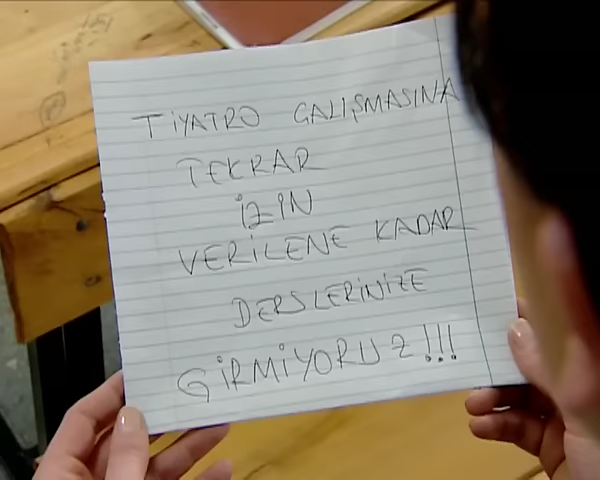 TİYATRO ÇALIŞMASINA
TEKRAR
İZİN
VERİLENE KADAR
DERSLERİNİZE
GİRMİYORUZ!!!